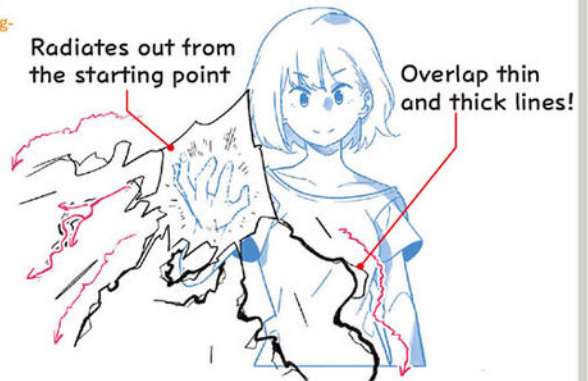 g-
Radiates out from
the starting point
Overlap thin
and thick lines!